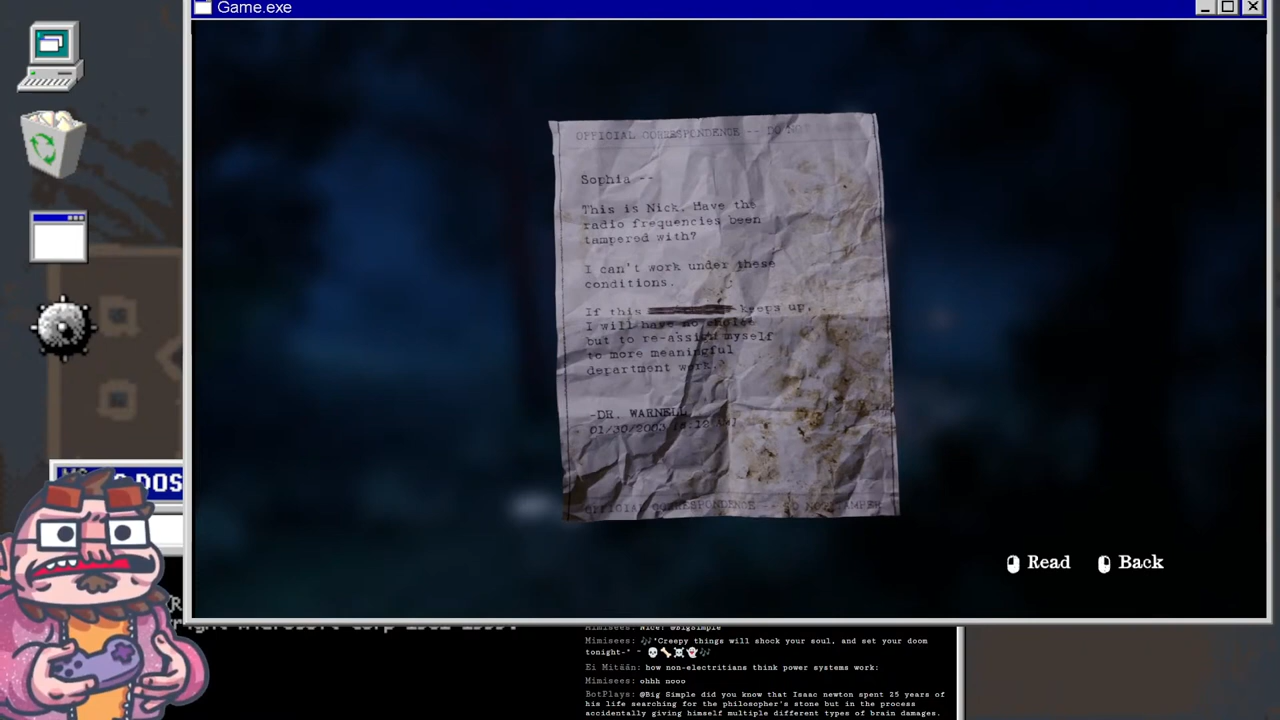 Game.exe
OFFICIAL CORRESPONDENCE -- DO NOT
Sophia --
This is Nick. Have the
radio frequencies been
tampered with?
I can't work under these
conditions.
If this keeps up,
I will have no choice
but to re-assign myself
to more meaningful
department work.
-DR. WARNELL
01/30/2003
OFFICIAL CORRESPONDENCE -- DO NOT TAMPER
Read
Back
DOS
Mimisees: Nice! @BigSimple
Mimisees: 🎶"Creepy things will shock your soul, and set your doom
tonight~" ~ 💀🦴☠️👻🎶
Ei Mitään: how non-electritians think power systems work:
Mimisees: ohhh nooo
BotPlays: @Big Simple did you know that Isaac newton spent 25 years of
his life searching for the philosopher's stone but in the process
accidentally giving himself multiple different types of brain damages.